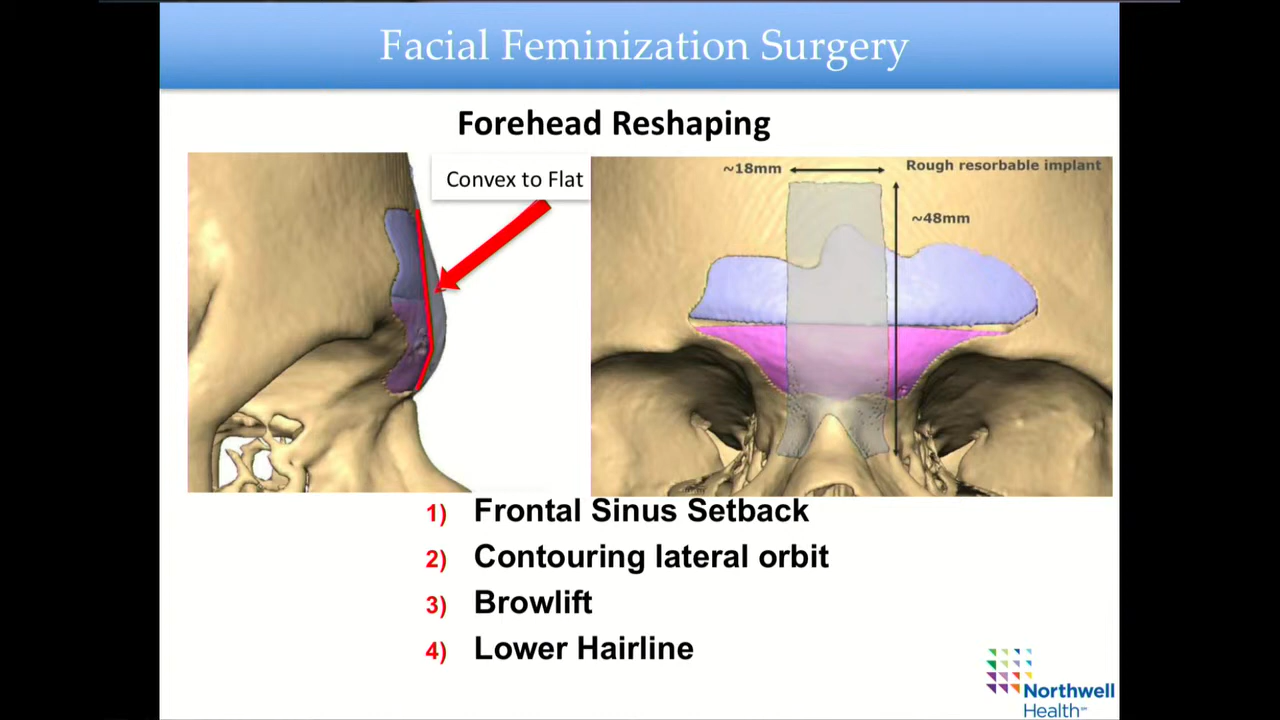 Facial Feminization Surgery
Forehead Reshaping
Convex to Flat
~18mm
Rough resorbable implant
~48mm
1) Frontal Sinus Setback
2) Contouring lateral orbit
3) Browlift
4) Lower Hairline
Northwell
Health℠